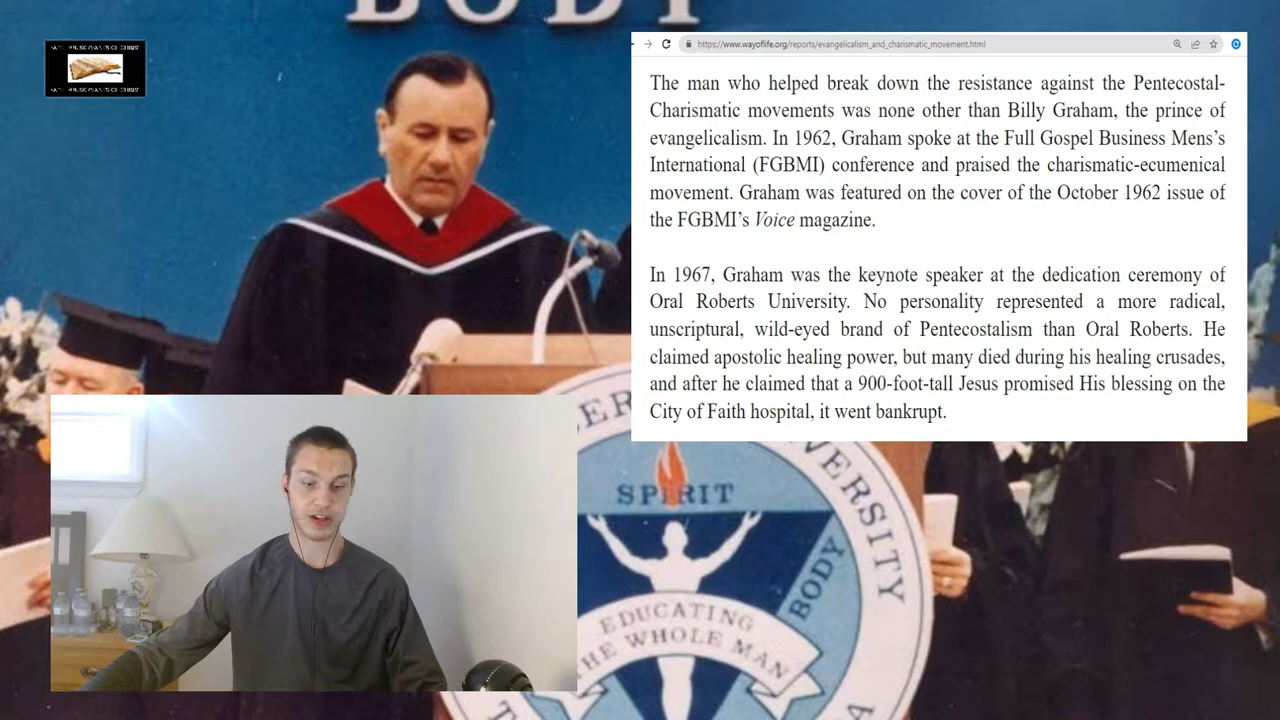 BODY
https://www.wayoflife.org/reports/evangelicalism_and_charismatic_movement.html
The man who helped break down the resistance against the Pentecostal-
Charismatic movements was none other than Billy Graham, the prince of
evangelicalism. In 1962, Graham spoke at the Full Gospel Business Mens's
International (FGBMI) conference and praised the charismatic-ecumenical
movement. Graham was featured on the cover of the October 1962 issue of
the FGBMI's Voice magazine.
In 1967, Graham was the keynote speaker at the dedication ceremony of
Oral Roberts University. No personality represented a more radical,
unscriptural, wild-eyed brand of Pentecostalism than Oral Roberts. He
claimed apostolic healing power, but many died during his healing crusades,
and after he claimed that a 900-foot-tall Jesus promised His blessing on the
City of Faith hospital, it went bankrupt.
SPIRIT
BODY
EDUCATING
HE WHOLE MAN